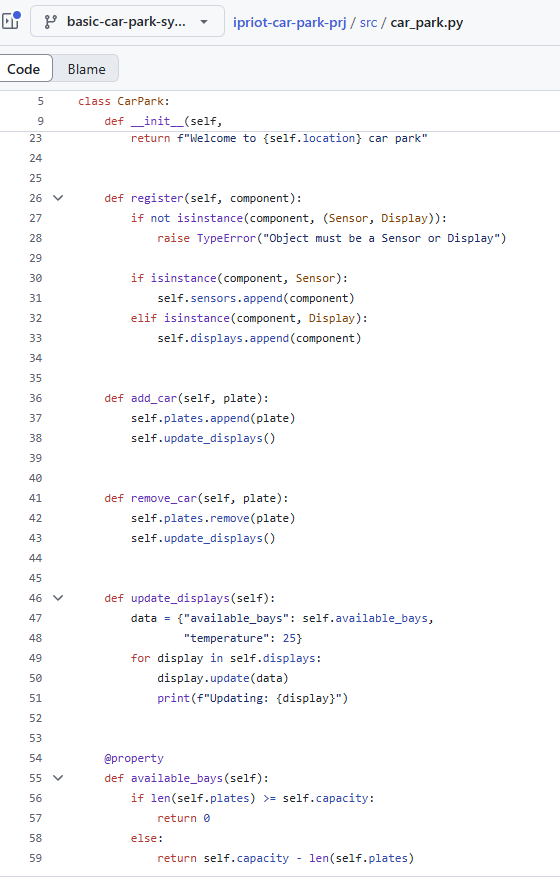 basic-car-park-sy...
ipriot-car-park-prj / src / car_park.py
Code
Blame
5 class CarPark:
9     def __init__(self,
23         return f"Welcome to {self.location} car park"
24
25
26     def register(self, component):
27         if not isinstance(component, (Sensor, Display)):
28             raise TypeError("Object must be a Sensor or Display")
29
30         if isinstance(component, Sensor):
31             self.sensors.append(component)
32         elif isinstance(component, Display):
33             self.displays.append(component)
34
35
36     def add_car(self, plate):
37         self.plates.append(plate)
38         self.update_displays()
39
40
41     def remove_car(self, plate):
42         self.plates.remove(plate)
43         self.update_displays()
44
45
46     def update_displays(self):
47         data = {"available_bays": self.available_bays,
48                 "temperature": 25}
49         for display in self.displays:
50             display.update(data)
51             print(f"Updating: {display}")
52
53
54     @property
55     def available_bays(self):
56         if len(self.plates) >= self.capacity:
57             return 0
58         else:
59             return self.capacity - len(self.plates)